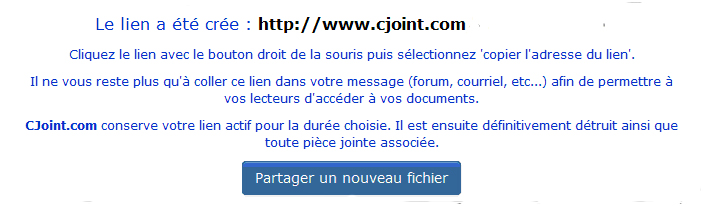 Le lien a été crée : http://www.cjoint.com
Cliquez le lien avec le bouton droit de la souris puis sélectionnez 'copier l'adresse du lien'.
Il ne vous reste plus qu'à coller ce lien dans votre message (forum, courriel, etc...) afin de permettre à
vos lecteurs d'accéder à vos documents.
CJoint.com conserve votre lien actif pour la durée choisie. Il est ensuite définitivement détruit ainsi que
toute pièce jointe associée.
Partager un nouveau fichier